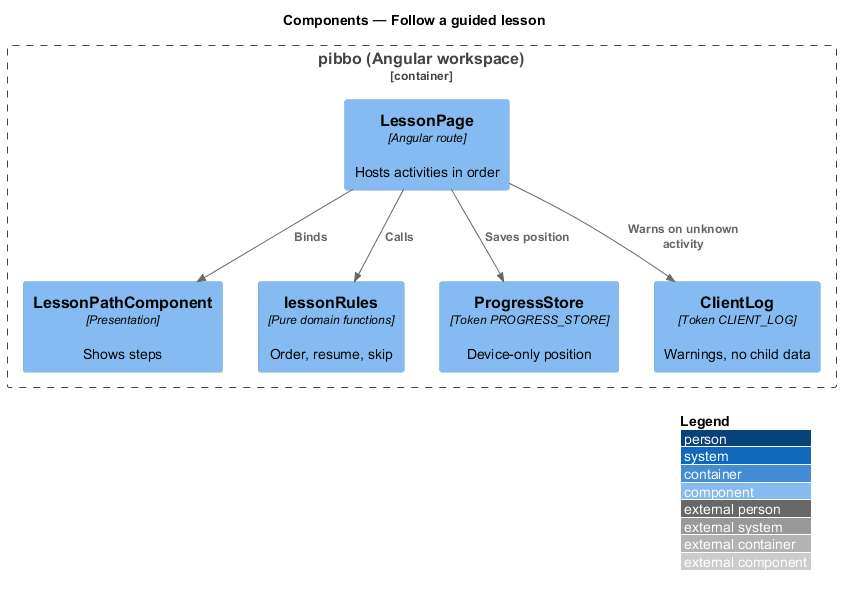 Components — Follow a guided lesson
pibbo (Angular workspace)
[container]
LessonPage
[Angular route]
Hosts activities in order
Binds
Calls
Saves position
Warns on unknown
activity
LessonPathComponent
[Presentation]
Shows steps
lessonRules
[Pure domain functions]
Order, resume, skip
ProgressStore
[Token PROGRESS_STORE]
Device-only position
ClientLog
[Token CLIENT_LOG]
Warnings, no child data
Legend
person
system
container
component
external person
external system
external container
external component